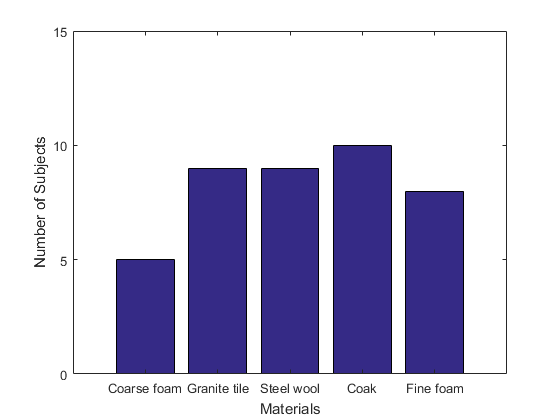 15
10
5
0
Number of Subjects
Coarse foam Granite tile Steel wool Coak Fine foam
Materials